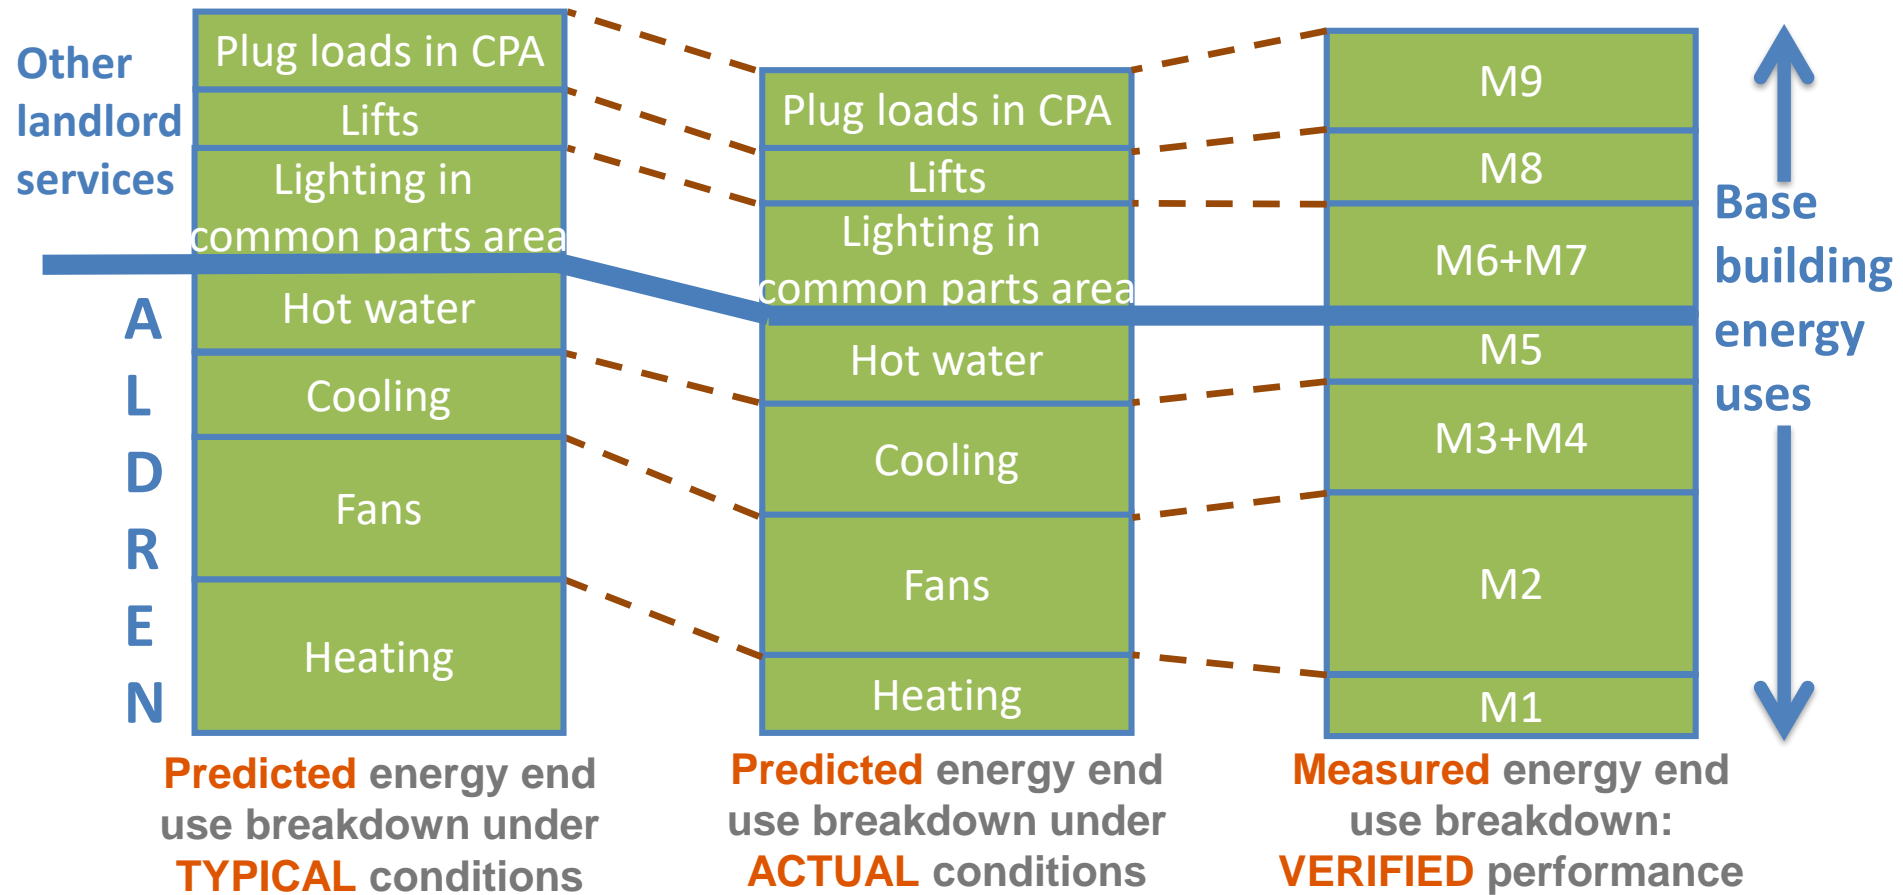 Other
landlord
services
A
L
D
R
E
N
Plug loads in CPA
Lifts
Lighting in
common parts area
Hot water
Cooling
Fans
Heating
Predicted energy end
use breakdown under
TYPICAL conditions
Plug loads in CPA
Lifts
Lighting in
common parts area
Hot water
Cooling
Fans
Heating
Predicted energy end
use breakdown under
ACTUAL conditions
M9
M8
M6+M7
M5
M3+M4
M2
M1
Measured energy end
use breakdown:
VERIFIED performance
Base
building
energy
uses